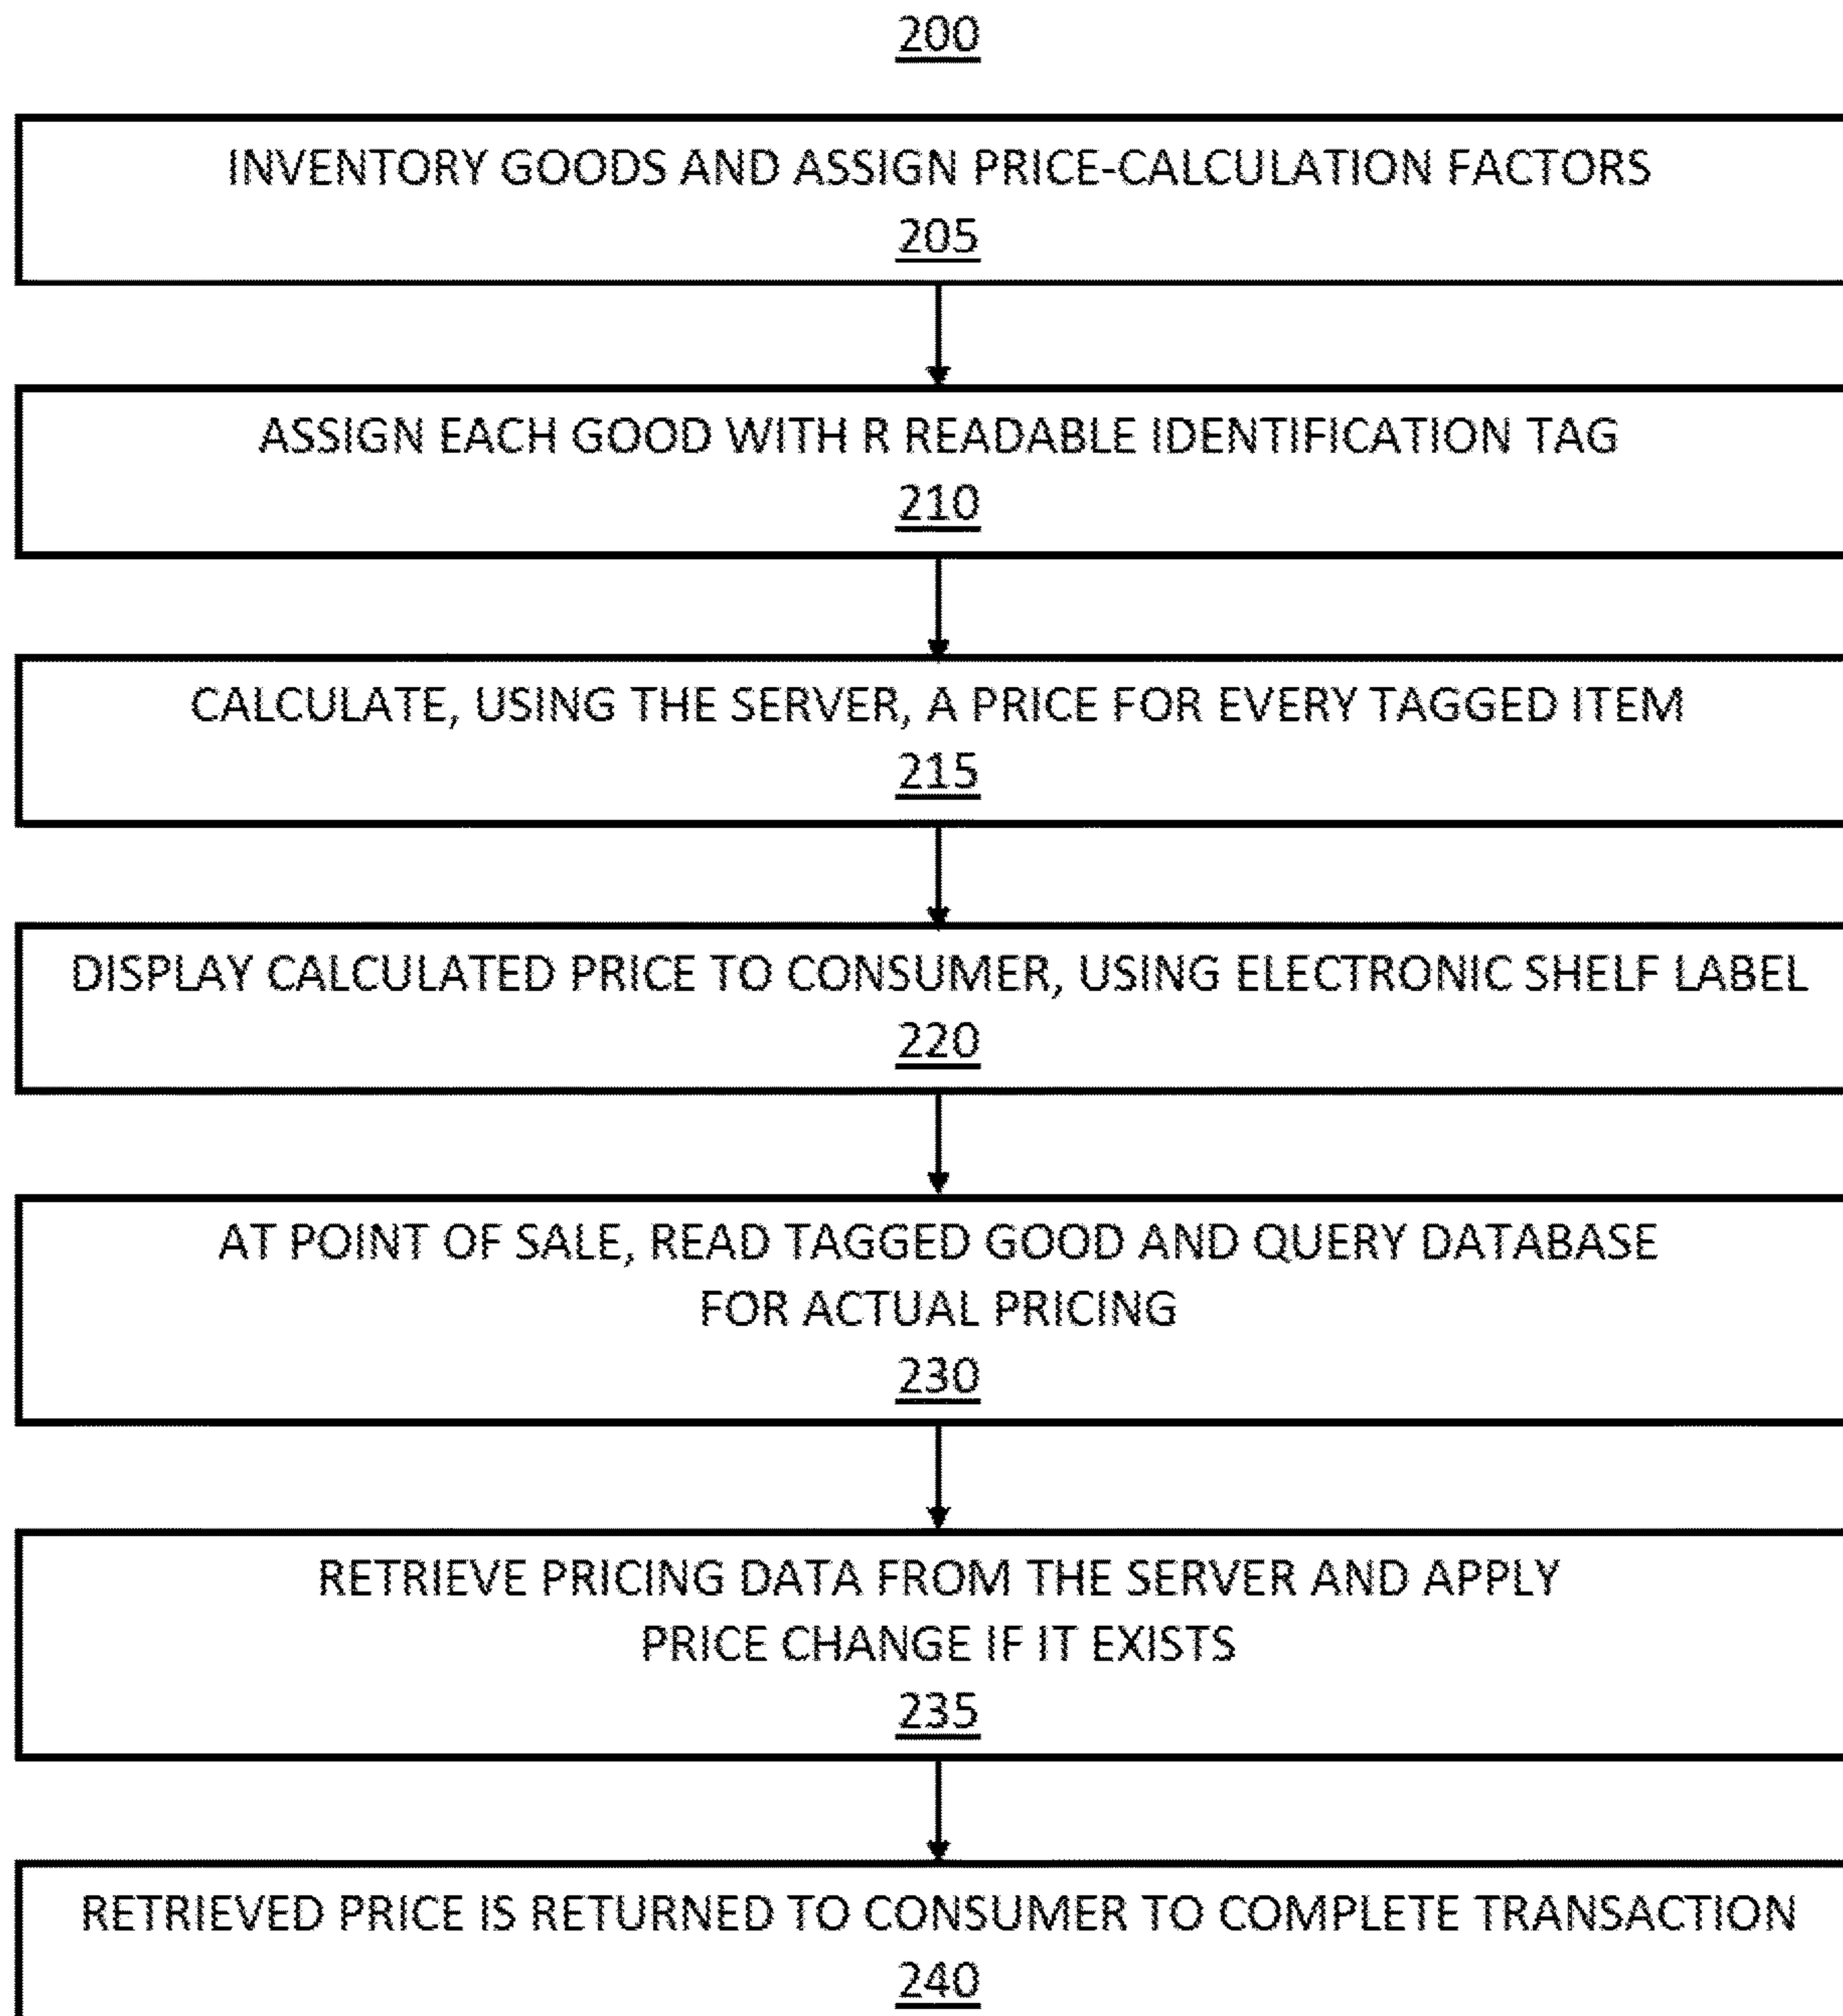 200
INVENTORY GOODS AND ASSIGN PRICE-CALCULATION FACTORS
205
ASSIGN EACH GOOD WITH R READABLE IDENTIFICATION TAG
210
CALCULATE, USING THE SERVER, A PRICE FOR EVERY TAGGED ITEM
215
DISPLAY CALCULATED PRICE TO CONSUMER, USING ELECTRONIC SHELF LABEL
220
AT POINT OF SALE, READ TAGGED GOOD AND QUERY DATABASE
FOR ACTUAL PRICING
230
RETRIEVE PRICING DATA FROM THE SERVER AND APPLY
PRICE CHANGE IF IT EXISTS
235
RETRIEVED PRICE IS RETURNED TO CONSUMER TO COMPLETE TRANSACTION
240